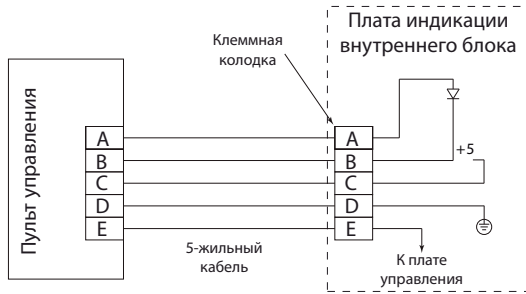 Плата индикации
внутреннего блока
Клеммная
колодка
Пульт управления
A
B
C
D
E
A
B
C
D
E
+5
5-жильный
кабель
К плате
управления